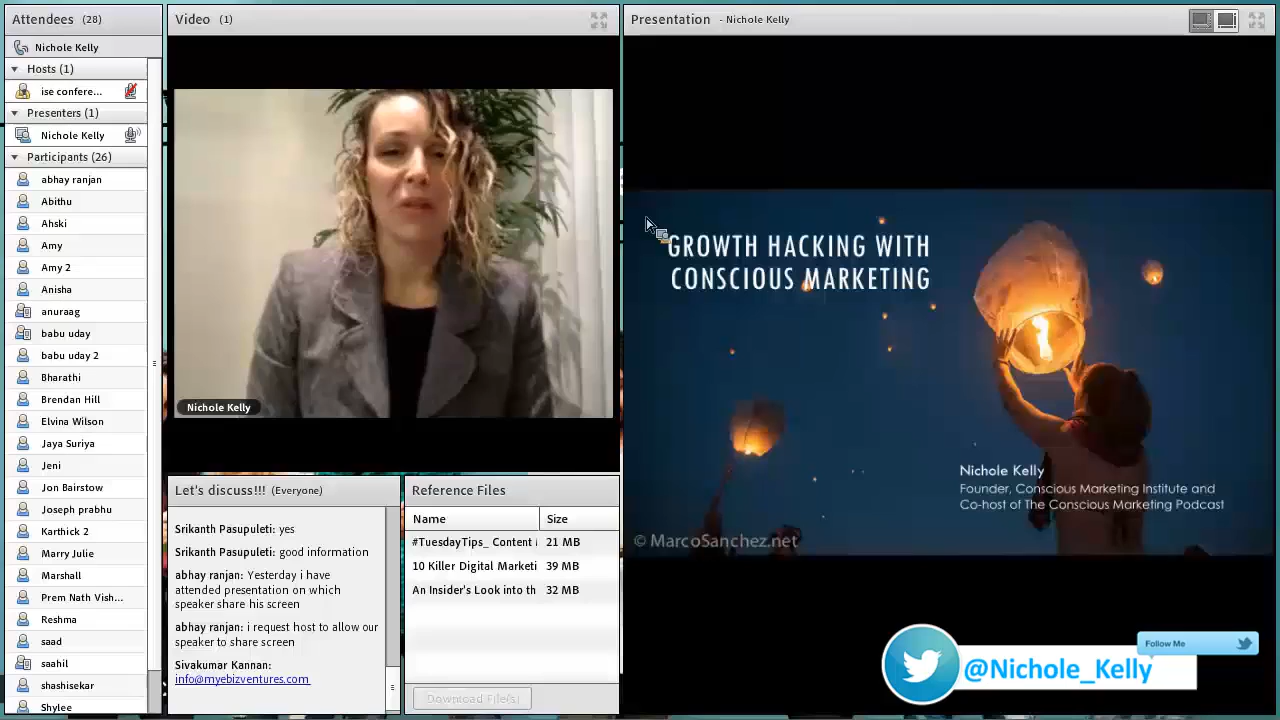 Attendees (28)
Nichole Kelly
Hosts (1)
ise confere...
Presenters (1)
Nichole Kelly
Participants (26)
abhay ranjan
Abithu
Ahski
Amy
Amy 2
Anisha
anuraag
babu uday
babu uday 2
Bharathi
Brendan Hill
Elvina Wilson
Jaya Suriya
Jeni
Jon Bairstow
Joseph prabhu
Karthick 2
Marry Julie
Marshall
Prem Nath Vish...
Reshma
saad
saahil
shashisekar
Shylee
Video (1)
Nichole Kelly
Let's discuss!!! (Everyone)
Srikanth Pasupuleti: yes
Srikanth Pasupuleti: good information
abhay ranjan: Yesterday i have
attended presentation on which
speaker share his screen
abhay ranjan: i request host to allow our
speaker to share screen
Sivakumar Kannan:
info@myebizventures.com
Reference Files
Name Size
#TuesdayTips_ Content 21 MB
10 Killer Digital Marketi 39 MB
An Insider's Look into th 32 MB
Download File(s)
Presentation - Nichole Kelly
GROWTH HACKING WITH
CONSCIOUS MARKETING
Nichole Kelly
Founder, Conscious Marketing Institute and
Co-host of The Conscious Marketing Podcast
© MarcoSanchez.net
Follow Me
@Nichole_Kelly